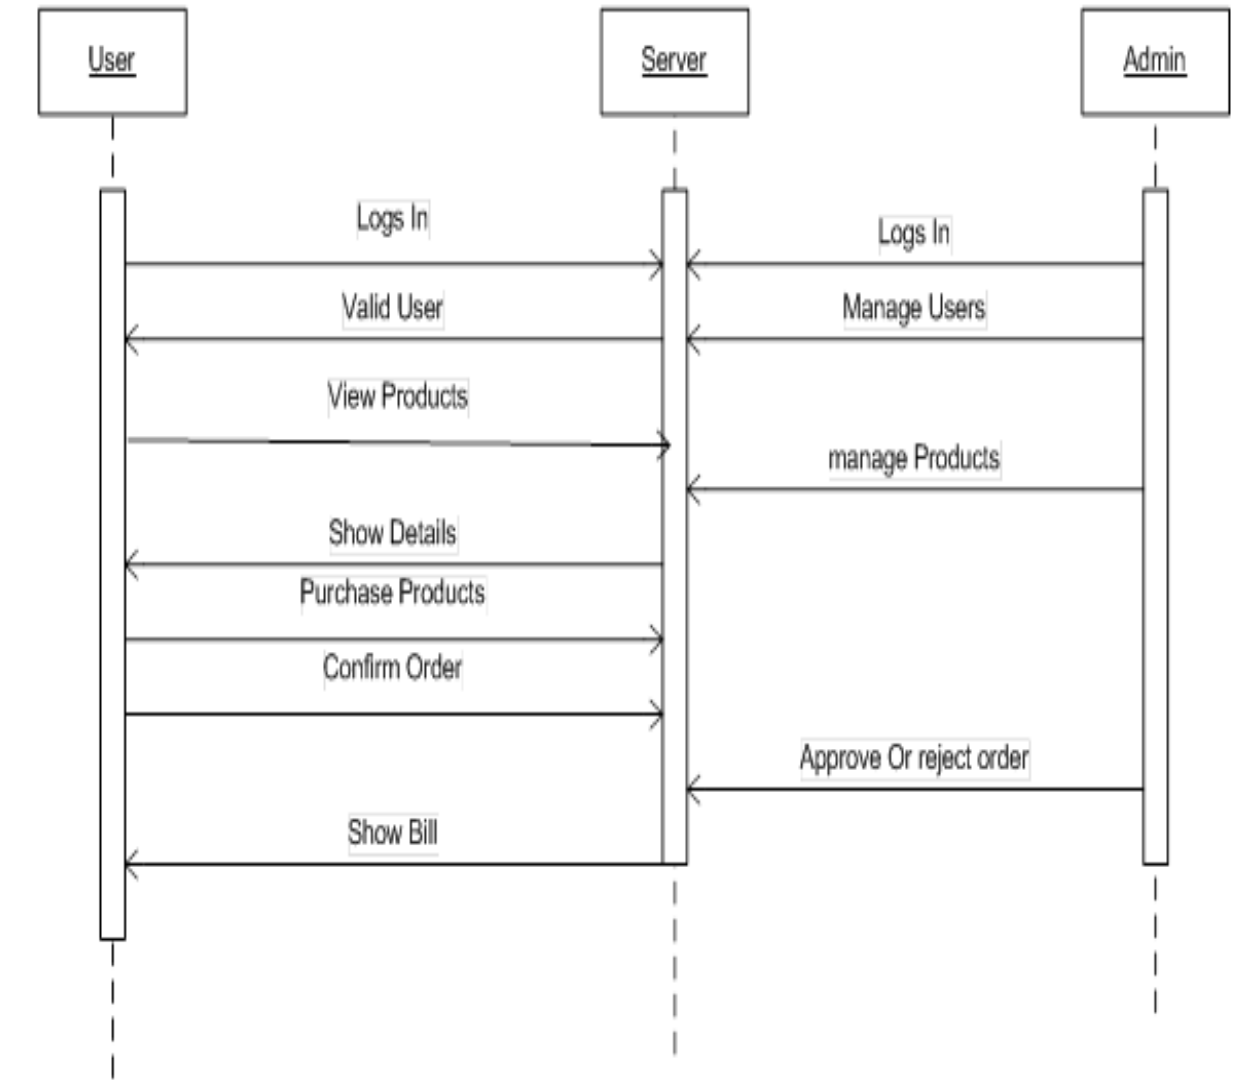 User
Server
Admin
Logs In
Logs In
Valid User
Manage Users
View Products
manage Products
Show Details
Purchase Products
Confirm Order
Approve Or reject order
Show Bill